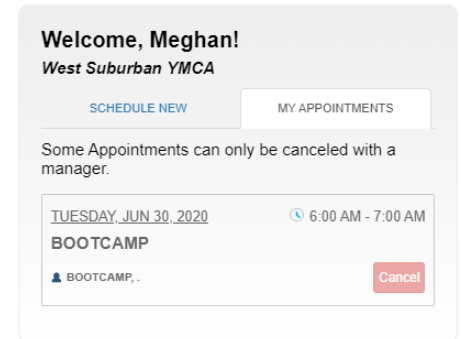 Welcome, Meghan!
West Suburban YMCA
SCHEDULE NEW MY APPOINTMENTS
Some Appointments can only be canceled with a
manager.
TUESDAY, JUN 30, 2020 6:00 AM - 7:00 AM
BOOTCAMP
BOOTCAMP, .
Cancel